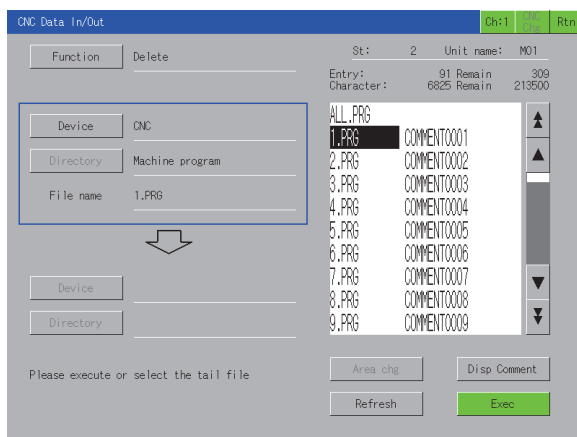 CNC Data In/Out Ch:1 CNC Chg Rtn
Function Delete
St: 2 Unit name: M01
Entry: 91 Remain 309
Character: 6825 Remain 213500
Device CNC
Directory Machine program
File name 1.PRG
Device
Directory
Please execute or select the tail file
ALL.PRG
1.PRG COMMENT0001
2.PRG COMMENT0002
3.PRG COMMENT0003
4.PRG COMMENT0004
5.PRG COMMENT0005
6.PRG COMMENT0006
7.PRG COMMENT0007
8.PRG COMMENT0008
9.PRG COMMENT0009
Area chg Disp Comment
Refresh Exec